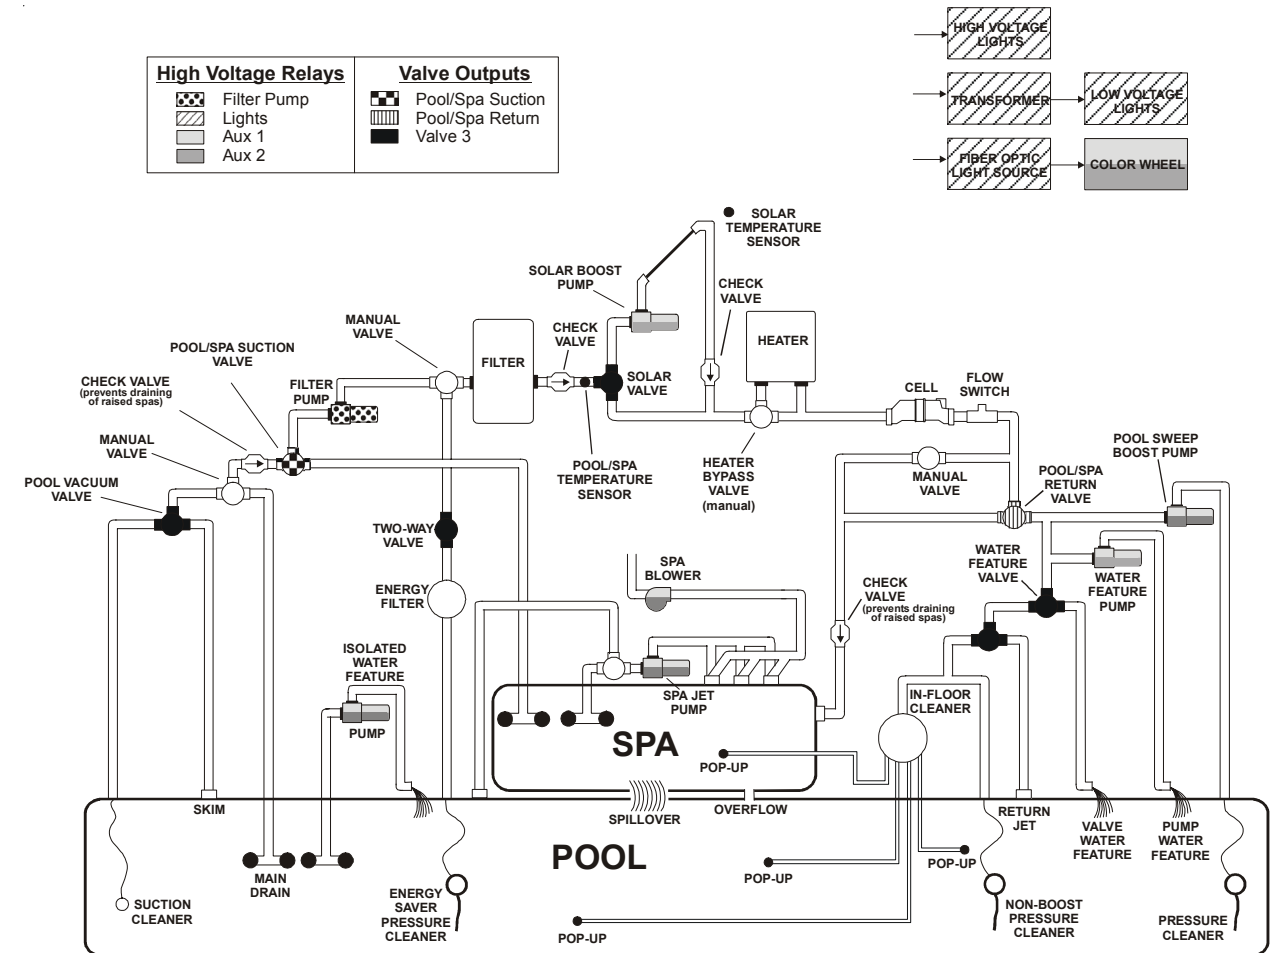 HIGH VOLTAGE
LIGHTS
TRANSFORMER
LOW VOLTAGE
LIGHTS
FIBER OPTIC
LIGHT SOURCE
COLOR WHEEL
High Voltage Relays
Filter Pump
Lights
Aux 1
Aux 2
Valve Outputs
Pool/Spa Suction
Pool/Spa Return
Valve 3
SOLAR
TEMPERATURE
SENSOR
SOLAR BOOST
PUMP
CHECK
VALVE
MANUAL
VALVE
CHECK
VALVE
HEATER
POOL/SPA SUCTION
VALVE
FILTER
SOLAR
VALVE
CELL
FLOW
SWITCH
CHECK VALVE
(prevents draining
of raised spas)
FILTER
PUMP
MANUAL
VALVE
POOL VACUUM
VALVE
POOL/SPA
TEMPERATURE
SENSOR
HEATER
BYPASS
VALVE
(manual)
MANUAL
VALVE
POOL/SPA
RETURN
VALVE
POOL SWEEP
BOOST PUMP
TWO-WAY
VALVE
ENERGY
FILTER
SPA
BLOWER
CHECK
VALVE
(prevents draining
of raised spas)
WATER
FEATURE
VALVE
WATER
FEATURE
PUMP
ISOLATED
WATER
FEATURE
PUMP
SPA JET
PUMP
IN-FLOOR
CLEANER
SPA
POP-UP
SKIM
SPILLOVER
OVERFLOW
RETURN
JET
VALVE
WATER
FEATURE
PUMP
WATER
FEATURE
POOL
MAIN
DRAIN
POP-UP
POP-UP
SUCTION
CLEANER
ENERGY
SAVER
PRESSURE
CLEANER
POP-UP
NON-BOOST
PRESSURE
CLEANER
PRESSURE
CLEANER